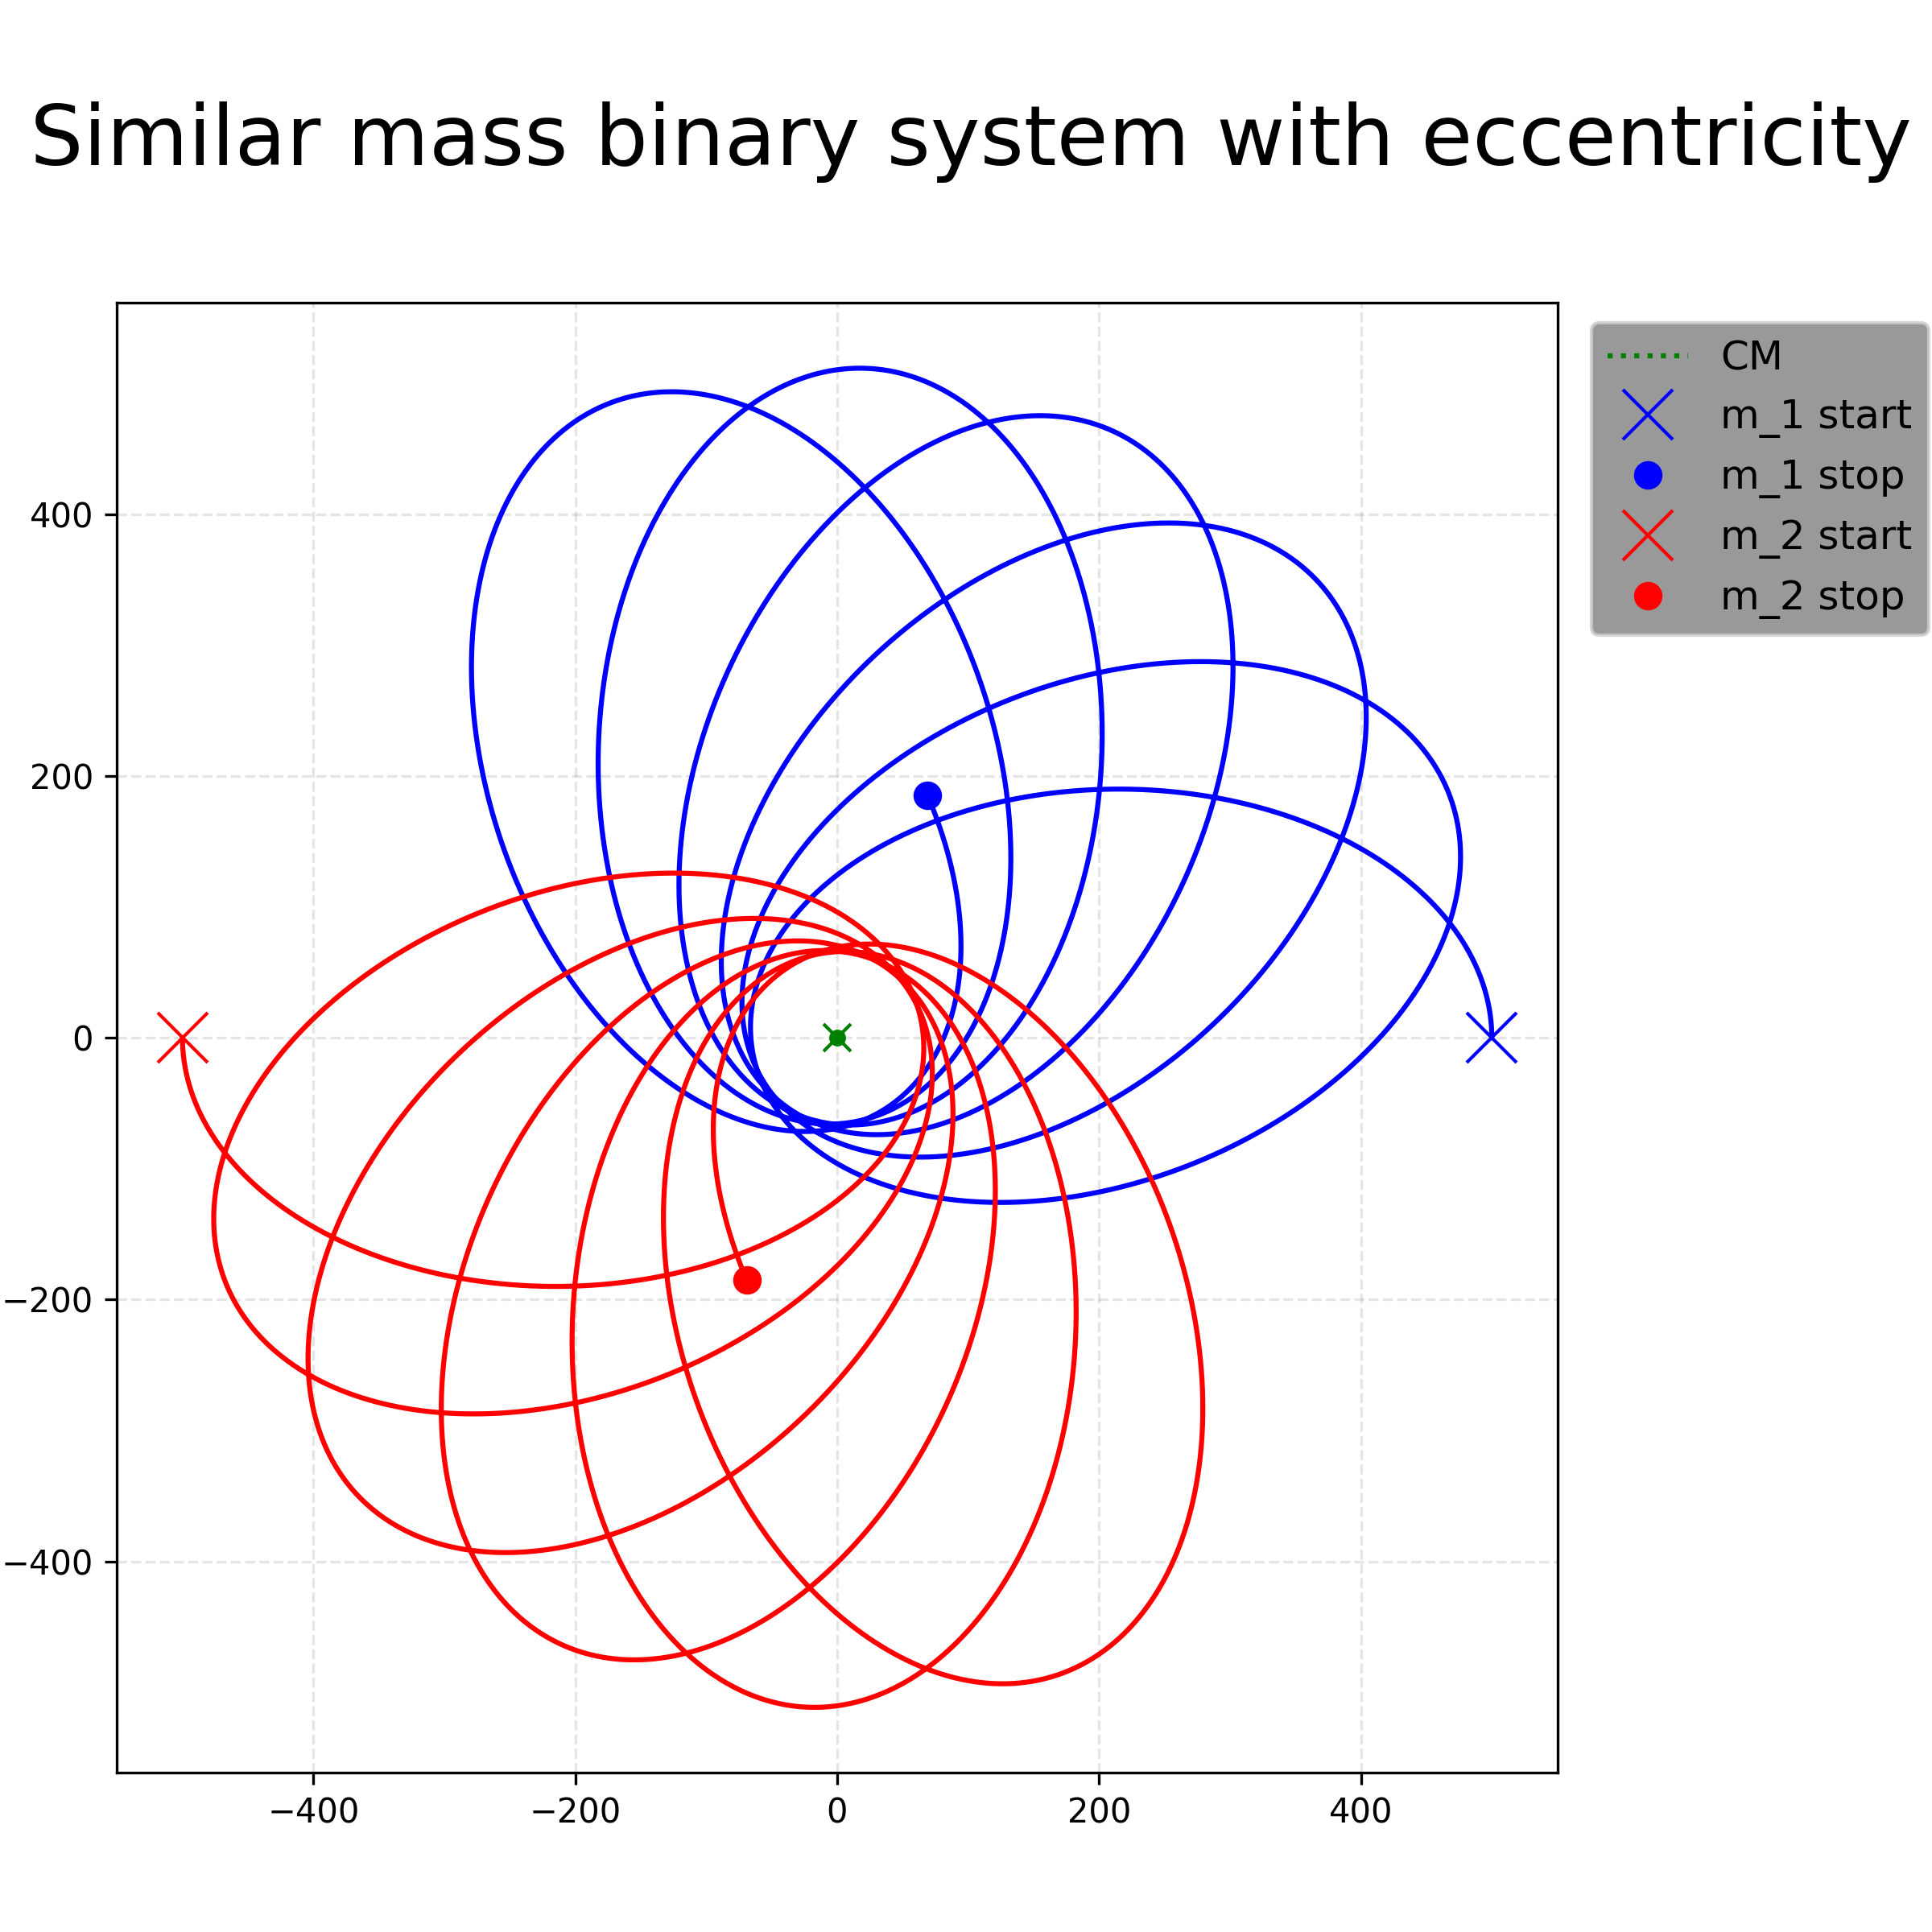 Similar mass binary system with eccentricity
CM
m_1 start
m_1 stop
m_2 start
m_2 stop
400
200
0
−200
−400
−400 −200 0 200 400